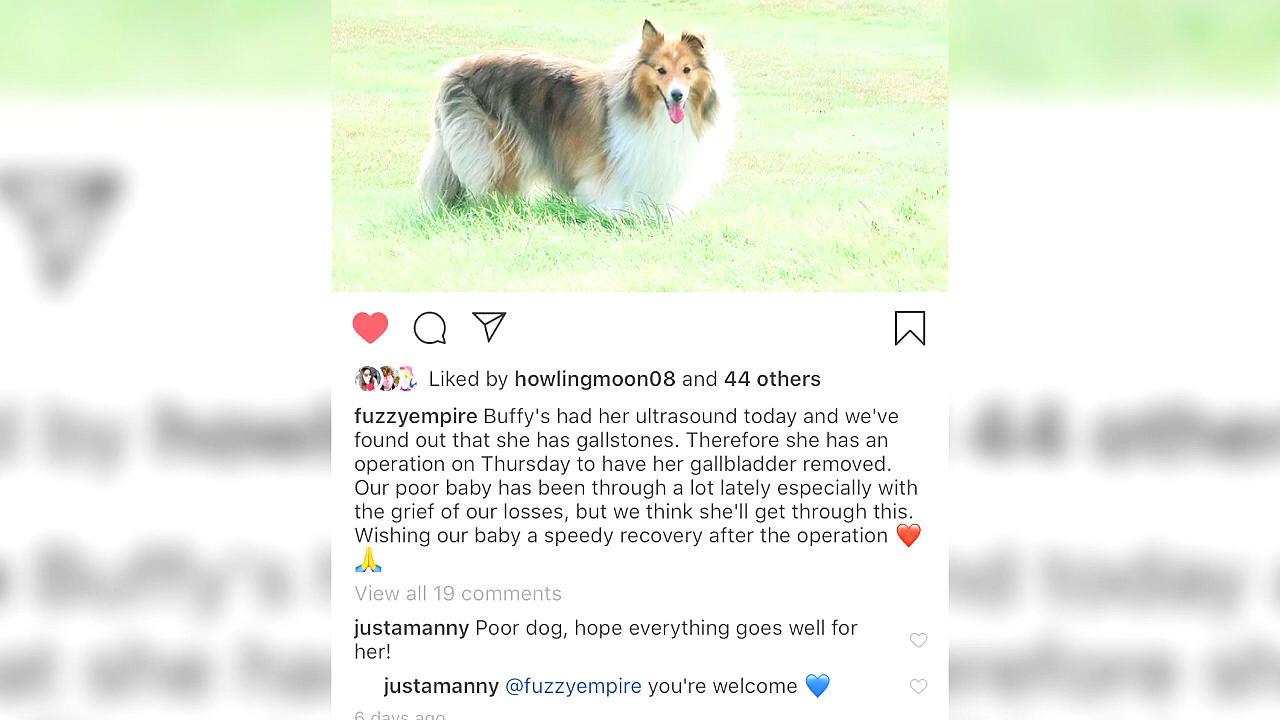 Liked by howlingmoon08 and 44 others
fuzzyempire Buffy's had her ultrasound today and we've
found out that she has gallstones. Therefore she has an
operation on Thursday to have her gallbladder removed.
Our poor baby has been through a lot lately especially with
the grief of our losses, but we think she'll get through this.
Wishing our baby a speedy recovery after the operation ❤️
🙏
View all 19 comments
justamanny Poor dog, hope everything goes well for
her!
justamanny @fuzzyempire you're welcome 💙
6 days ago